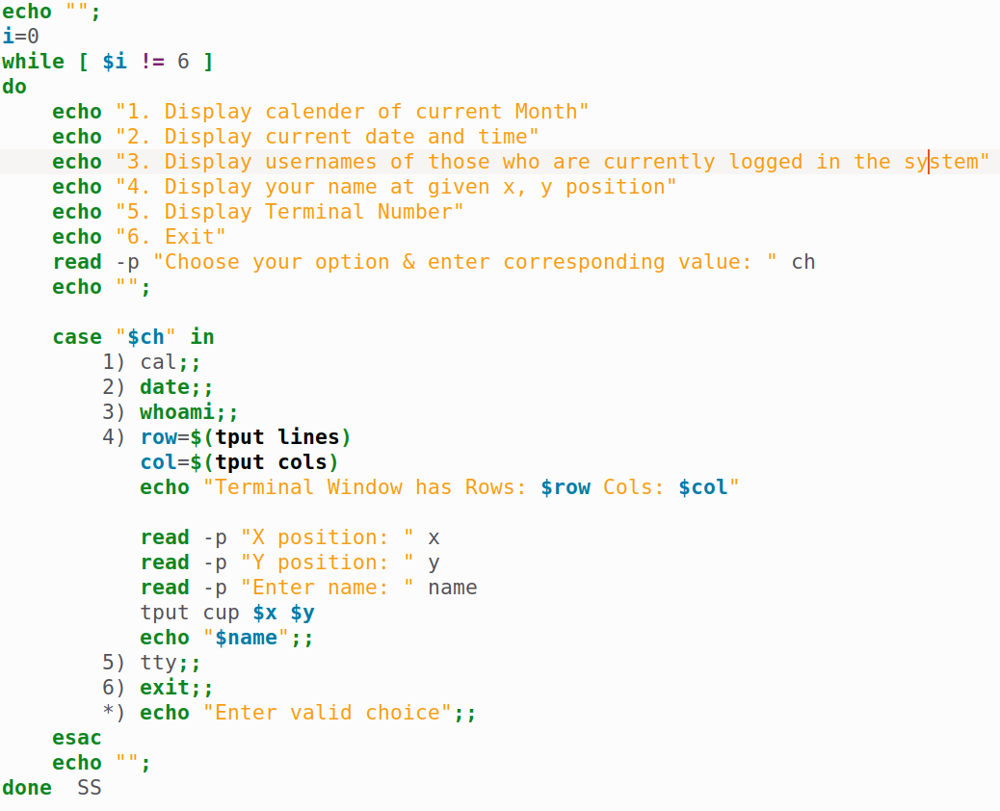 echo "";
i=0
while [ $i != 6 ]
do
    echo "1. Display calender of current Month"
    echo "2. Display current date and time"
    echo "3. Display usernames of those who are currently logged in the system"
    echo "4. Display your name at given x, y position"
    echo "5. Display Terminal Number"
    echo "6. Exit"
    read -p "Choose your option & enter corresponding value: " ch
    echo "";

    case "$ch" in
        1) cal;;
        2) date;;
        3) whoami;;
        4) row=$(tput lines)
           col=$(tput cols)
           echo "Terminal Window has Rows: $row Cols: $col"

           read -p "X position: " x
           read -p "Y position: " y
           read -p "Enter name: " name
           tput cup $x $y
           echo "$name";;
        5) tty;;
        6) exit;;
        *) echo "Enter valid choice";;
    esac
    echo "";
done  SS